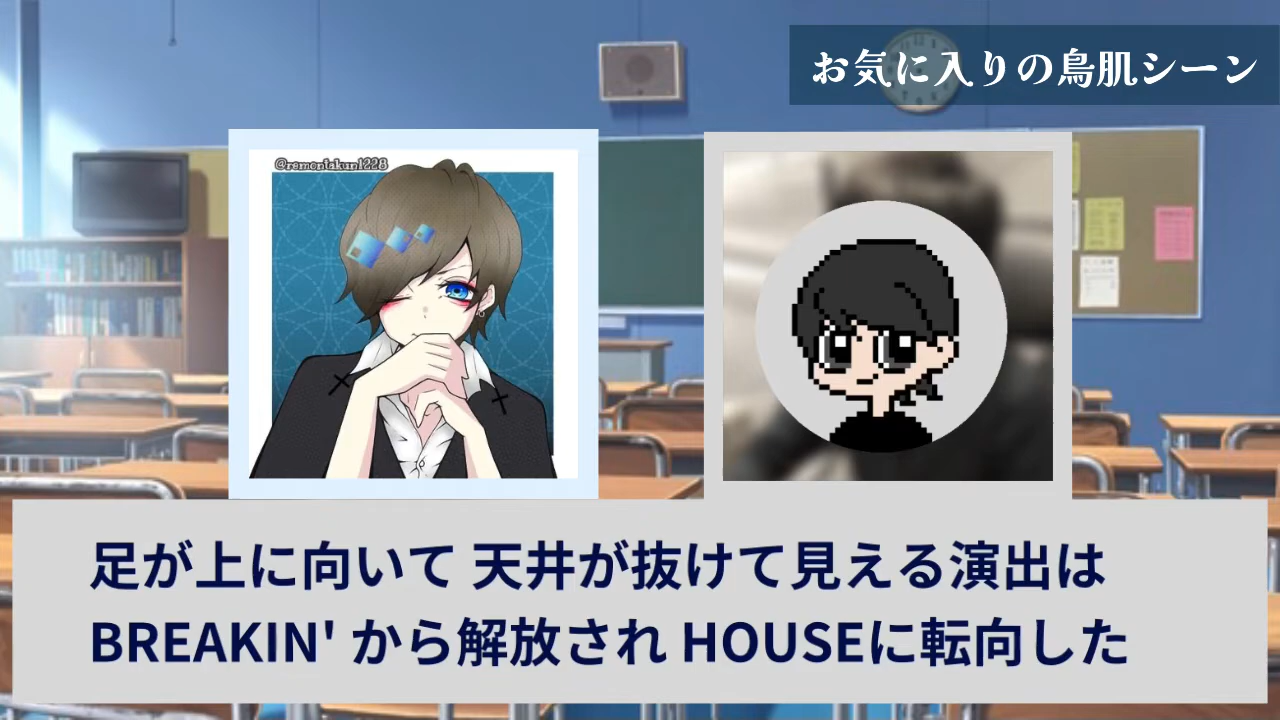 お気に入りの鳥肌シーン
@remontakun1228
足が上に向いて 天井が抜けて見える演出は
BREAKIN' から解放され HOUSEに転向した